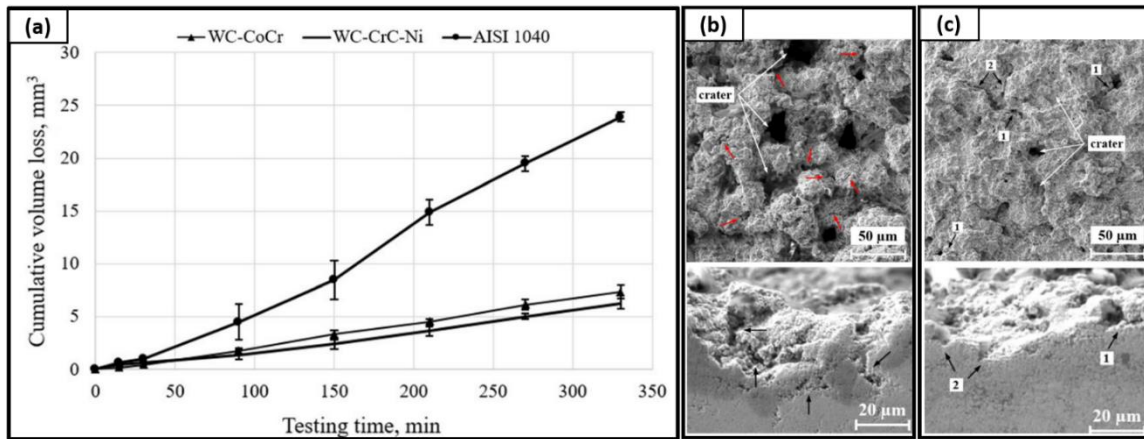 (a)
WC-CoCr WC-CrC-Ni AISI 1040
Cumulative volume loss, mm³
30
25
20
15
10
5
0
0 50 100 150 200 250 300 350
Testing time, min
(b)
crater
50 µm
20 µm
(c)
2
1
1
crater
1
50 µm
1
2
20 µm